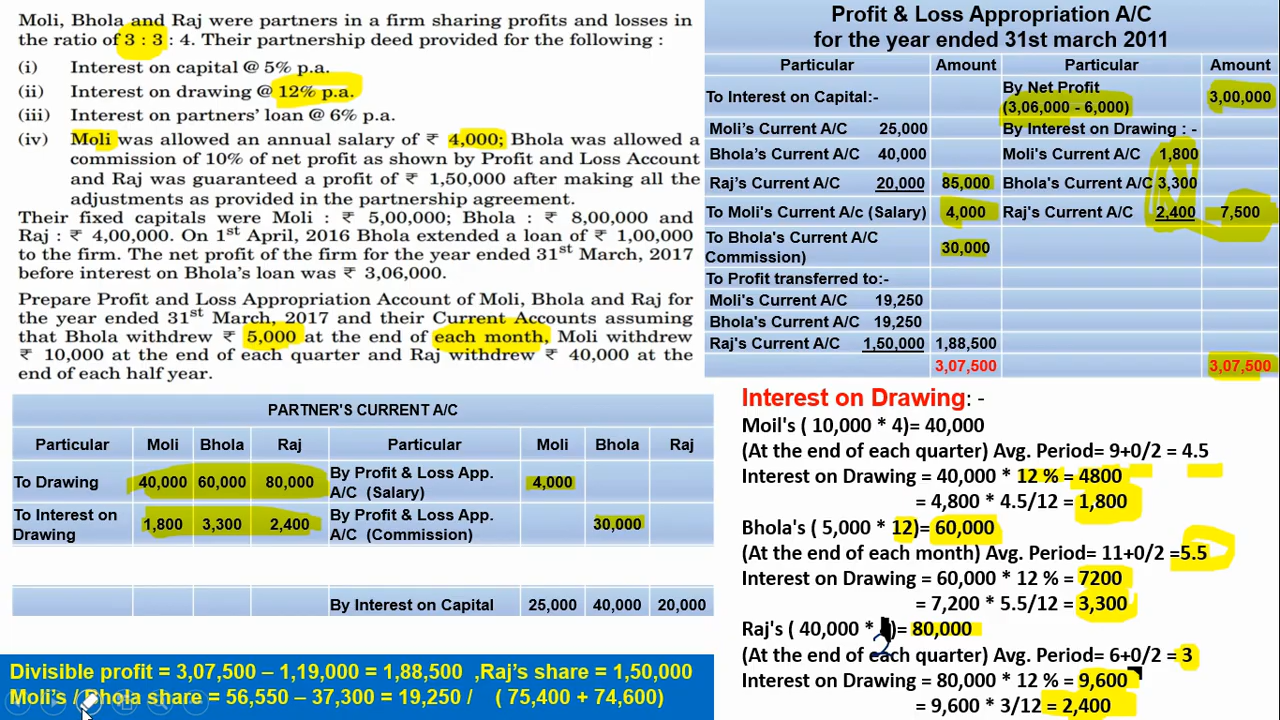 Moli, Bhola and Raj were partners in a firm sharing profits and losses in
the ratio of 3 : 3 : 4. Their partnership deed provided for the following :
(i) Interest on capital @ 5% p.a.
(ii) Interest on drawing @ 12% p.a.
(iii) Interest on partners' loan @ 6% p.a.
(iv) Moli was allowed an annual salary of ₹ 4,000; Bhola was allowed a
commission of 10% of net profit as shown by Profit and Loss Account
and Raj was guaranteed a profit of ₹ 1,50,000 after making all the
adjustments as provided in the partnership agreement.
Their fixed capitals were Moli : ₹ 5,00,000; Bhola : ₹ 8,00,000 and
Raj : ₹ 4,00,000. On 1st April, 2016 Bhola extended a loan of ₹ 1,00,000
to the firm. The net profit of the firm for the year ended 31st March, 2017
before interest on Bhola's loan was ₹ 3,06,000.
Prepare Profit and Loss Appropriation Account of Moli, Bhola and Raj for
the year ended 31st March, 2017 and their Current Accounts assuming
that Bhola withdrew ₹ 5,000 at the end of each month, Moli withdrew
₹ 10,000 at the end of each quarter and Raj withdrew ₹ 40,000 at the
end of each half year.
Profit & Loss Appropriation A/C
for the year ended 31st march 2011
Particular Amount Particular Amount
To Interest on Capital:- By Net Profit (3,06,000 - 6,000) 3,00,000
Moli's Current A/C 25,000 By Interest on Drawing : -
Bhola's Current A/C 40,000 Moli's Current A/C 1,800
Raj's Current A/C 20,000 85,000 Bhola's Current A/C 3,300
To Moli's Current A/c (Salary) 4,000 Raj's Current A/C 2,400 7,500
To Bhola's Current A/C
Commission) 30,000
To Profit transferred to:-
Moli's Current A/C 19,250
Bhola's Current A/C 19,250
Raj's Current A/C 1,50,000 1,88,500
3,07,500 3,07,500
PARTNER'S CURRENT A/C
Particular Moli Bhola Raj Particular Moli Bhola Raj
To Drawing 40,000 60,000 80,000 By Profit & Loss App. A/C (Salary) 4,000
To Interest on Drawing 1,800 3,300 2,400 By Profit & Loss App. A/C (Commission) 30,000
By Interest on Capital 25,000 40,000 20,000
Divisible profit = 3,07,500 – 1,19,000 = 1,88,500 ,Raj's share = 1,50,000
Moli's / Bhola share = 56,550 – 37,300 = 19,250 / ( 75,400 + 74,600)
Interest on Drawing: -
Moil's ( 10,000 * 4)= 40,000
(At the end of each quarter) Avg. Period= 9+0/2 = 4.5
Interest on Drawing = 40,000 * 12 % = 4800
= 4,800 * 4.5/12 = 1,800
Bhola's ( 5,000 * 12)= 60,000
(At the end of each month) Avg. Period= 11+0/2 =5.5
Interest on Drawing = 60,000 * 12 % = 7200
= 7,200 * 5.5/12 = 3,300
Raj's ( 40,000 * 2)= 80,000
(At the end of each quarter) Avg. Period= 6+0/2 = 3
Interest on Drawing = 80,000 * 12 % = 9,600
= 9,600 * 3/12 = 2,400